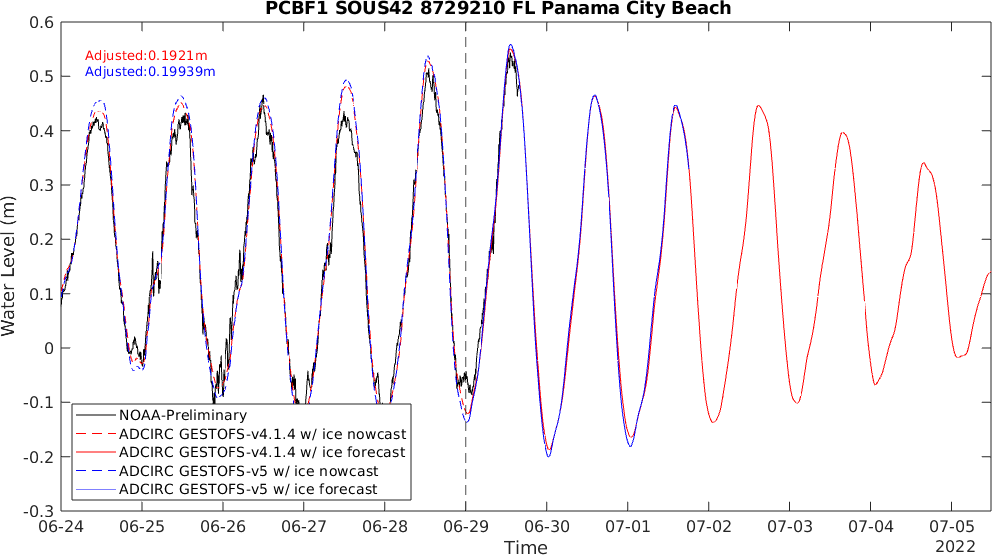 PCBF1 SOUS42 8729210 FL Panama City Beach
0.6
0.5
0.4
0.3
0.2
0.1
0
-0.1
-0.2
-0.3
Water Level (m)
Adjusted:0.1921m
Adjusted:0.19939m
NOAA-Preliminary
ADCIRC GESTOFS-v4.1.4 w/ ice nowcast
ADCIRC GESTOFS-v4.1.4 w/ ice forecast
ADCIRC GESTOFS-v5 w/ ice nowcast
ADCIRC GESTOFS-v5 w/ ice forecast
06-24 06-25 06-26 06-27 06-28 06-29 06-30 07-01 07-02 07-03 07-04 07-05
Time
2022